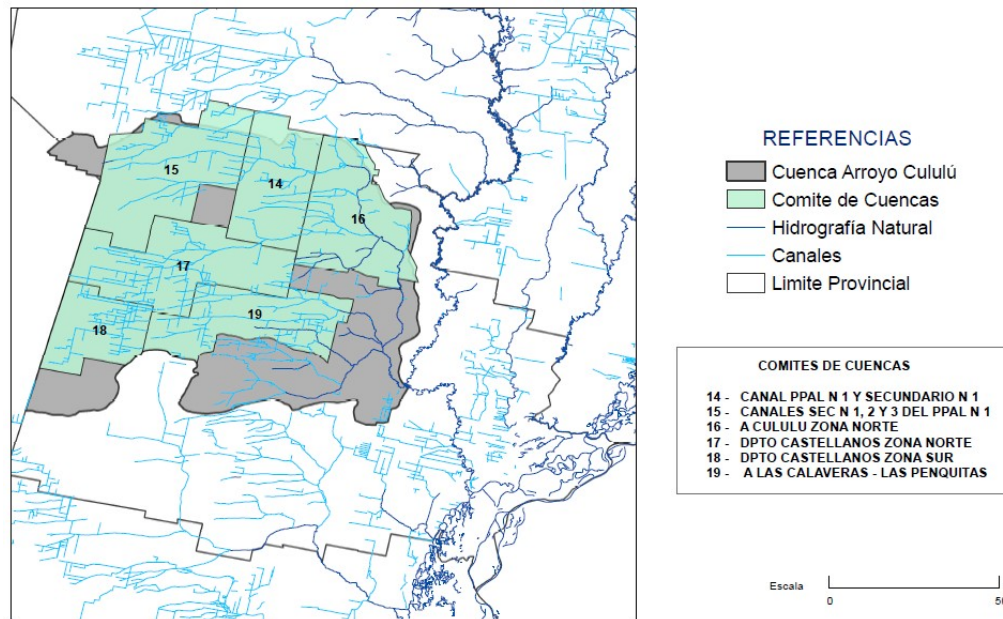 15
14
16
17
19
18
REFERENCIAS
Cuenca Arroyo Cululú
Comite de Cuencas
Hidrografía Natural
Canales
Limite Provincial
COMITES DE CUENCAS
14 - CANAL PPAL N 1 Y SECUNDARIO N 1
15 - CANALES SEC N 1, 2 Y 3 DEL PPAL N 1
16 - A CULULU ZONA NORTE
17 - DPTO CASTELLANOS ZONA NORTE
18 - DPTO CASTELLANOS ZONA SUR
19 - A LAS CALAVERAS - LAS PENQUITAS
Escala
0 50